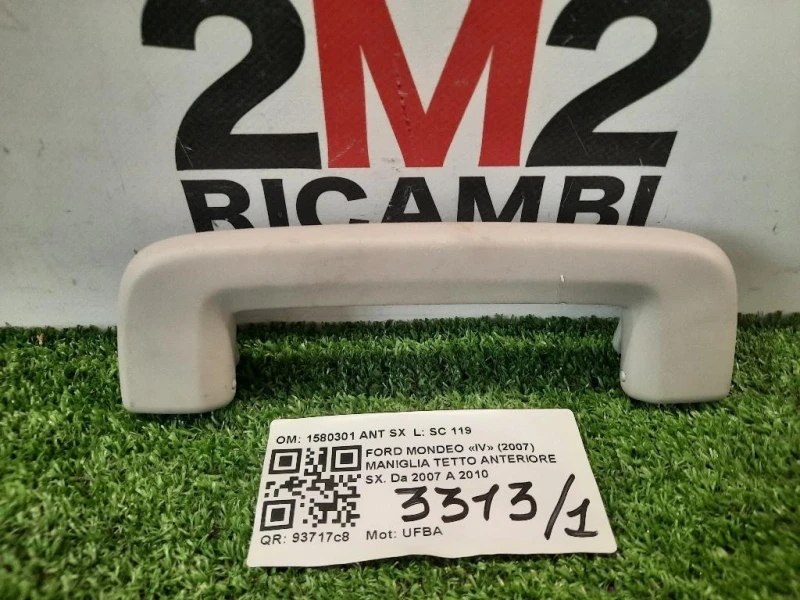 2M2
RICAMBI
OM: 1580301 ANT SX L: SC 119
FORD MONDEO «IV» (2007)
MANIGLIA TETTO ANTERIORE
SX. Da 2007 A 2010
3313/1
QR: 93717c8 Mot: UFBA